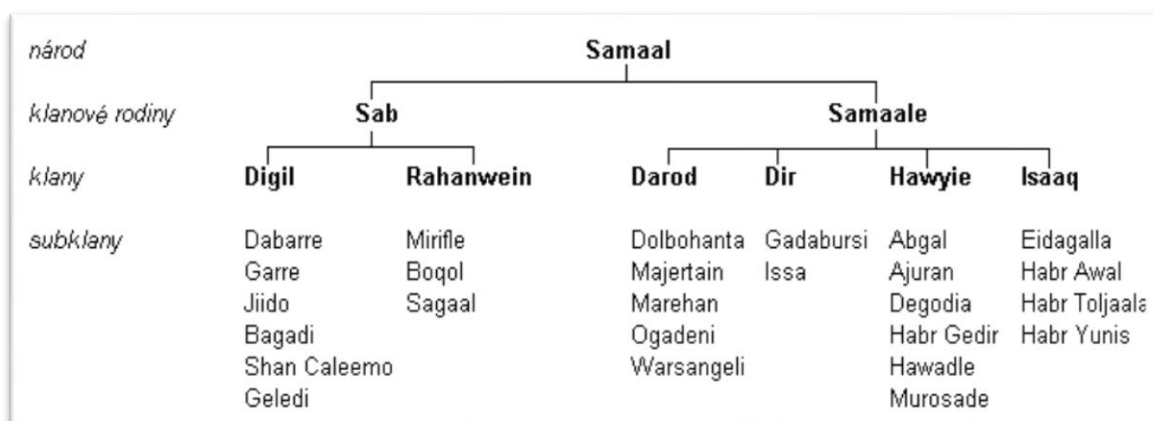 národ Samaal
klanové rodiny Sab Samaale
klany Digil Rahanwein Darod Dir Hawyie Isaaq
subklany Dabarre Mirifle Dolbohanta Gadabursi Abgal Eidagalla
Garre Boqol Majertain Issa Ajuran Habr Awal
Jiido Sagaal Marehan Degodia Habr Toljaala
Bagadi Ogadeni Habr Gedir Habr Yunis
Shan Caleemo Warsangeli Hawadle
Geledi Murosade